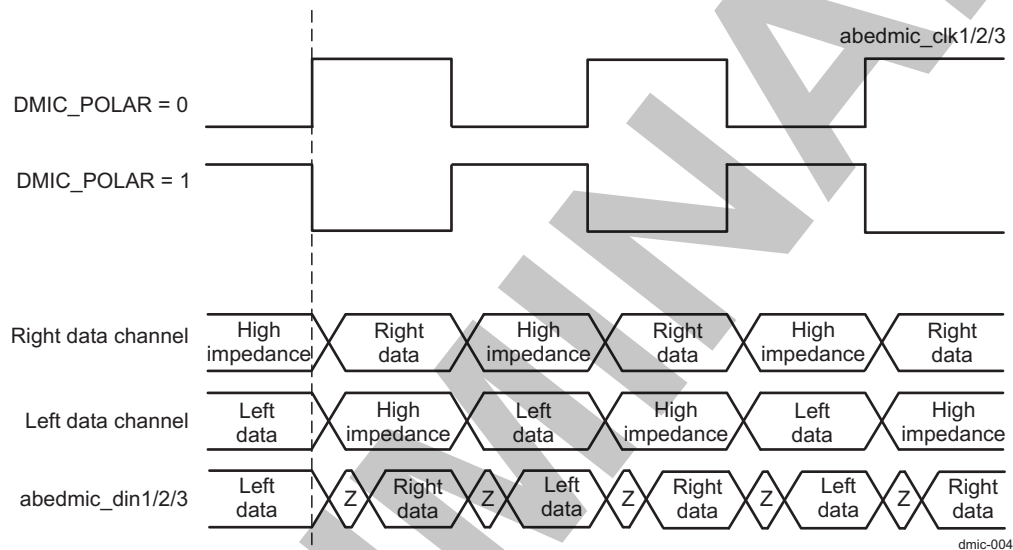 abedmic_clk1/2/3
DMIC_POLAR = 0
DMIC_POLAR = 1
Right data channel
High impedance
Right data
High impedance
Right data
High impedance
Right data
Left data channel
Left data
High impedance
Left data
High impedance
Left data
High impedance
abedmic_din1/2/3
Left data
Z
Right data
Z
Left data
Z
Right data
Z
Left data
Z
Right data
dmic-004